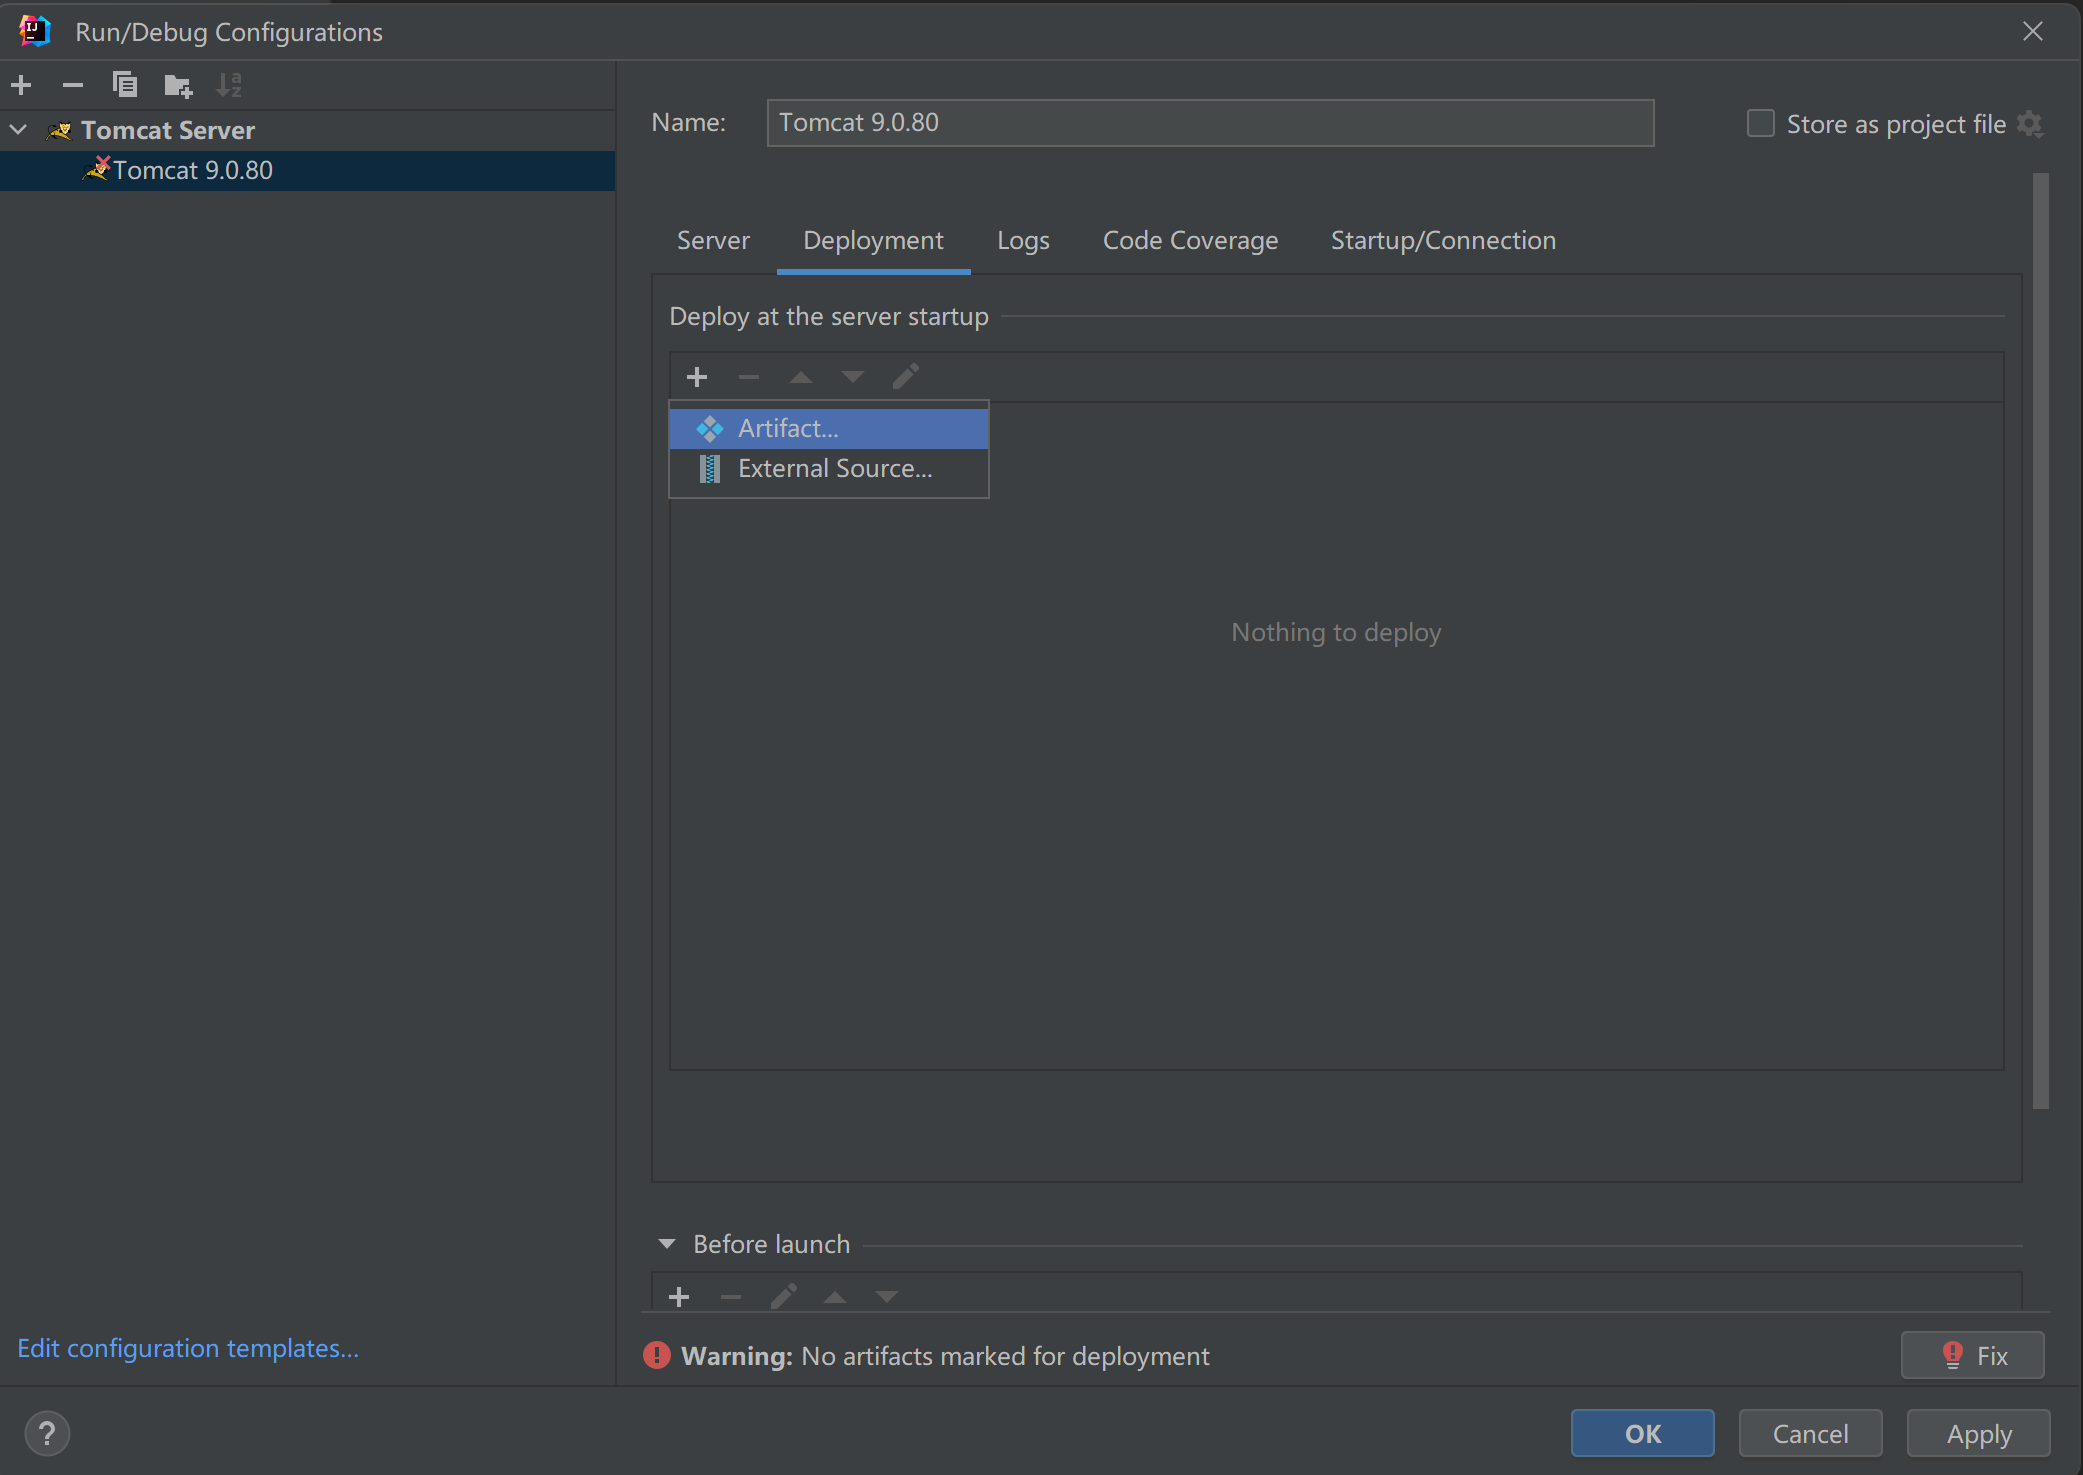 Run/Debug Configurations
Tomcat Server
Tomcat 9.0.80
Name:
Tomcat 9.0.80
Store as project file
Server
Deployment
Logs
Code Coverage
Startup/Connection
Deploy at the server startup
Artifact...
External Source...
Nothing to deploy
Before launch
Edit configuration templates...
Warning: No artifacts marked for deployment
Fix
?
OK
Cancel
Apply